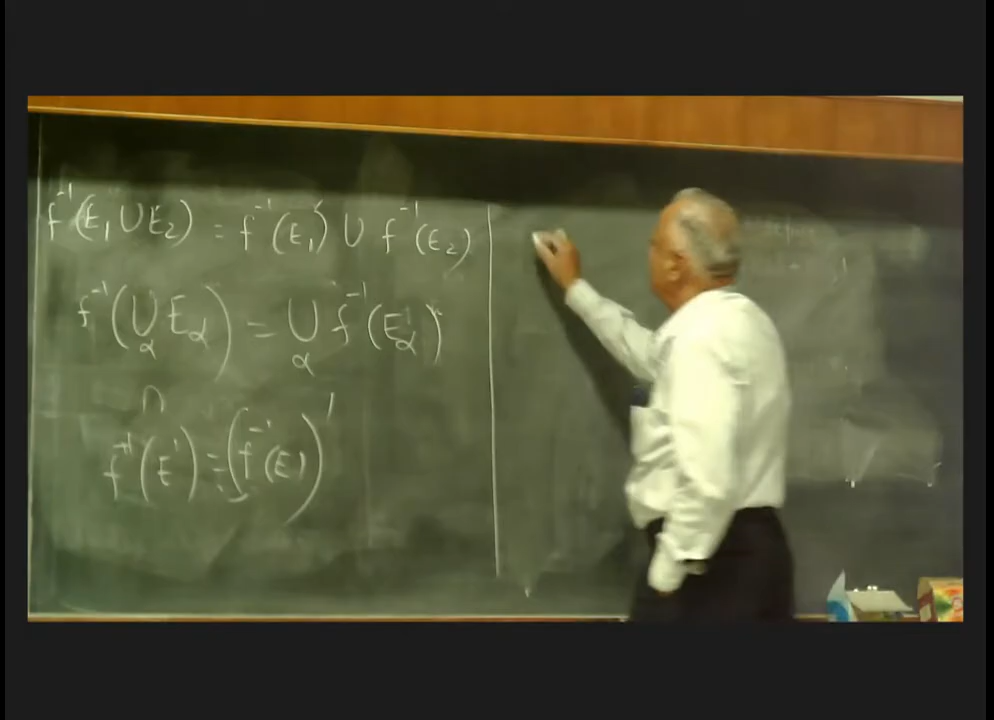 f⁻¹(E₁ ∪ E₂) = f⁻¹(E₁) ∪ f⁻¹(E₂)
f⁻¹(⋃_α E_α) = ⋃_α f⁻¹(E_α)
∩
f⁻¹(E') = (f⁻¹(E))'